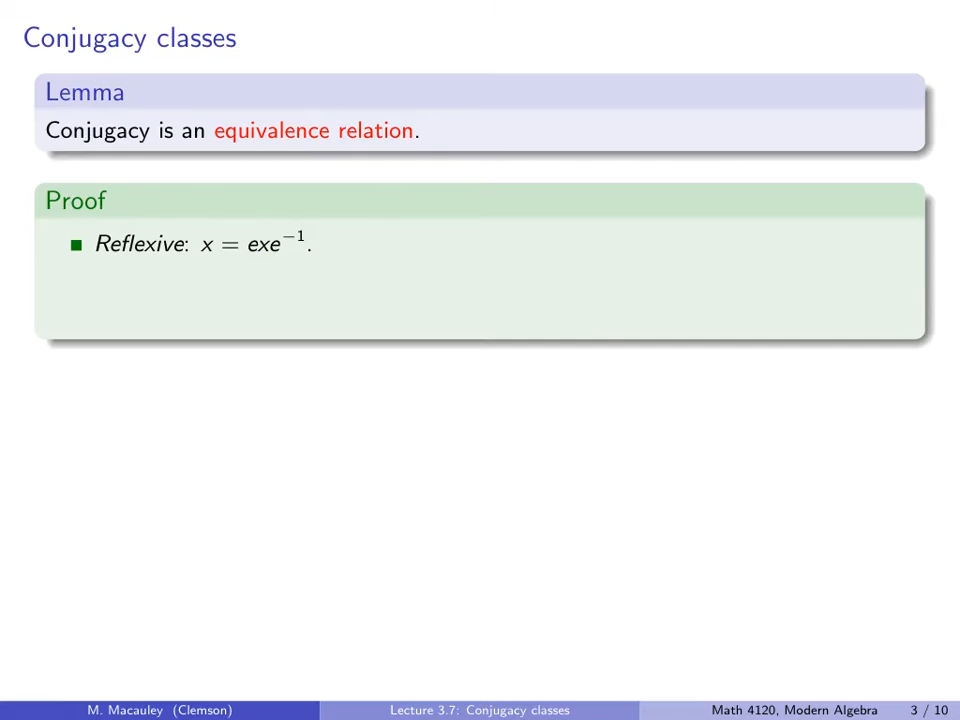 Conjugacy classes
Lemma
Conjugacy is an equivalence relation.
Proof
■ Reflexive: x = exe⁻¹.
M. Macauley (Clemson)
Lecture 3.7: Conjugacy classes
Math 4120, Modern Algebra
3 / 10